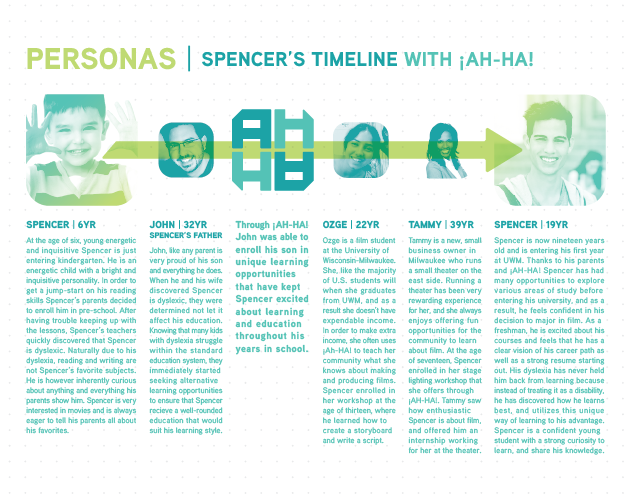 PERSONAS | SPENCER'S TIMELINE WITH ¡AH-HA!
AH
HA
SPENCER | 6YR
At the age of six, young energetic
and inquisitive Spencer is just
entering kindergarten. He is an
energetic child with a bright and
inquisitive personality. In order to
get a jump-start on his reading
skills Spencer's parents decided
to enroll him in pre-school. After
having trouble keeping up with
the lessons, Spencer's teachers
quickly discovered that Spencer
is dyslexic. Naturally due to his
dyslexia, reading and writing are
not Spencer's favorite subjects.
He is however inherently curious
about anything and everything his
parents show him. Spencer is very
interested in movies and is always
eager to tell his parents all about
his favorites.
JOHN | 32YR
SPENCER'S FATHER
John, like any parent is
very proud of his son
and everything he does.
When he and his wife
discovered Spencer
is dyslexic, they were
determined not let it
affect his education.
Knowing that many kids
with dyslexia struggle
within the standard
education system, they
immediately started
seeking alternative
learning opportunities
to ensure that Spencer
recieve a well-rounded
education that would
suit his learning style.
Through ¡AH-HA!
John was able to
enroll his son in
unique learning
opportunities
that have kept
Spencer excited
about learning
and education
throughout his
years in school.
OZGE | 22YR
Ozge is a film student
at the University of
Wisconsin-Milwaukee.
She, like the majority
of U.S. students will
when she graduates
from UWM, and as a
result she doesn't have
expendable income.
In order to make extra
income, she often uses
¡AH-HA! to teach her
community what she
knows about making
and producing films.
Spencer enrolled in
her workshop at the
age of thirteen, where
he learned how to
create a storyboard
and write a script.
TAMMY | 39YR
Tammy is a new, small
business owner in
Milwaukee who runs
a small theater on the
east side. Running a
theater has been very
rewarding experience
for her, and she always
enjoys offering fun
opportunities for the
community to learn
about film. At the age
of seventeen, Spencer
enrolled in her stage
lighting workshop that
she offers through
¡AH-HA!. Tammy saw
how enthusiastic
Spencer is about film,
and offered him an
internship working
for her at the theater.
SPENCER | 19YR
Spencer is now nineteen years
old and is entering his first year
at UWM. Thanks to his parents
and ¡AH-HA! Spencer has had
many opportunities to explore
various areas of study before
entering his university, and as a
result, he feels confident in his
decision to major in film. As a
freshman, he is excited about his
courses and feels that he has a
clear vision of his career path as
well as a strong resume starting
out. His dyslexia has never held
him back from learning because
instead of treating it as a disability,
he has discovered how he learns
best, and utilizes this unique
way of learning to his advantage.
Spencer is a confident young
student with a strong curiosity to
learn, and share his knowledge.